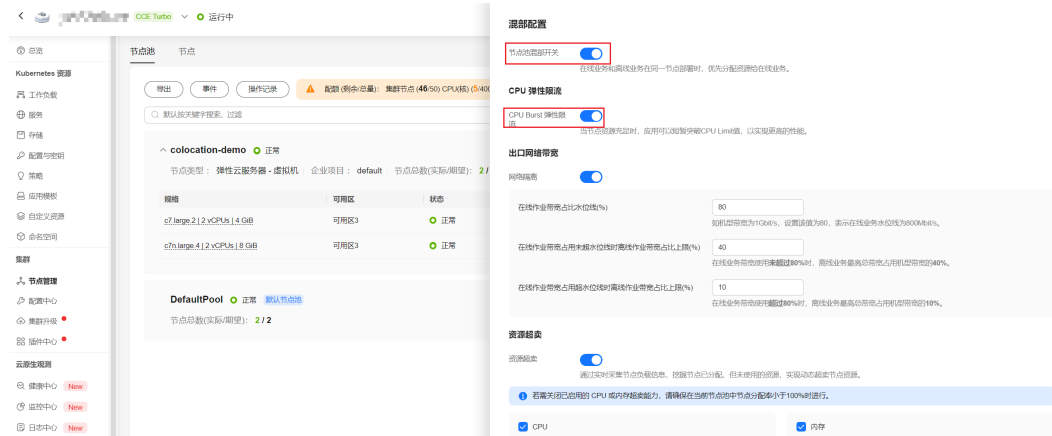 CCE Turbo
运行中
总览
Kubernetes 资源
工作负载
服务
存储
配置与密钥
策略
应用模板
自定义资源
命名空间
集群
节点管理
配置中心
集群升级
插件中心
云原生观测
健康中心 New
监控中心 New
日志中心 New
节点池 节点
导出 事件 操作记录 配额 (剩余/总量): 集群节点 (46/50) CPU(核) (5/400
默认按关键字搜索、过滤
colocation-demo 正常
节点类型: 弹性云服务器 - 虚拟机 企业项目: default 节点总数(实际/期望): 2/
规格 可用区 状态
c7.large.2 | 2 vCPUs | 4 GiB 可用区3 正常
c7n.large.4 | 2 vCPUs | 8 GiB 可用区3 正常
DefaultPool 正常 默认节点池
节点总数(实际/期望): 2 / 2
混部配置
节点池混部开关
在线业务和离线业务在同一节点部署时，优先分配资源给在线业务。
CPU 弹性限流
CPU Burst 弹性限
流
当节点资源充足时，应用可以短暂突破CPU Limit值，以实现更高的性能。
出口网络带宽
网络隔离
在线作业带宽占比水位线(%) 80
如机型带宽为1Gbit/s，设置该值为80，表示在线业务水位线为800Mbit/s。
在线作业带宽占用未超水位线时离线作业带宽占比上限(%) 40
在线业务带宽使用未超过80%时，离线业务最高总带宽占用机型带宽的40%。
在线作业带宽占用超水位线时离线作业带宽占比上限(%) 10
在线业务带宽使用超过80%时，离线业务最高总带宽占用机型带宽的10%。
资源超卖
资源超卖
通过实时采集节点负载信息，挖掘节点已分配、但未使用的资源，实现动态超卖节点资源。
若需关闭已启用的 CPU 或内存超卖能力，请确保在当前节点池中节点分配率小于100%时进行。
CPU 内存